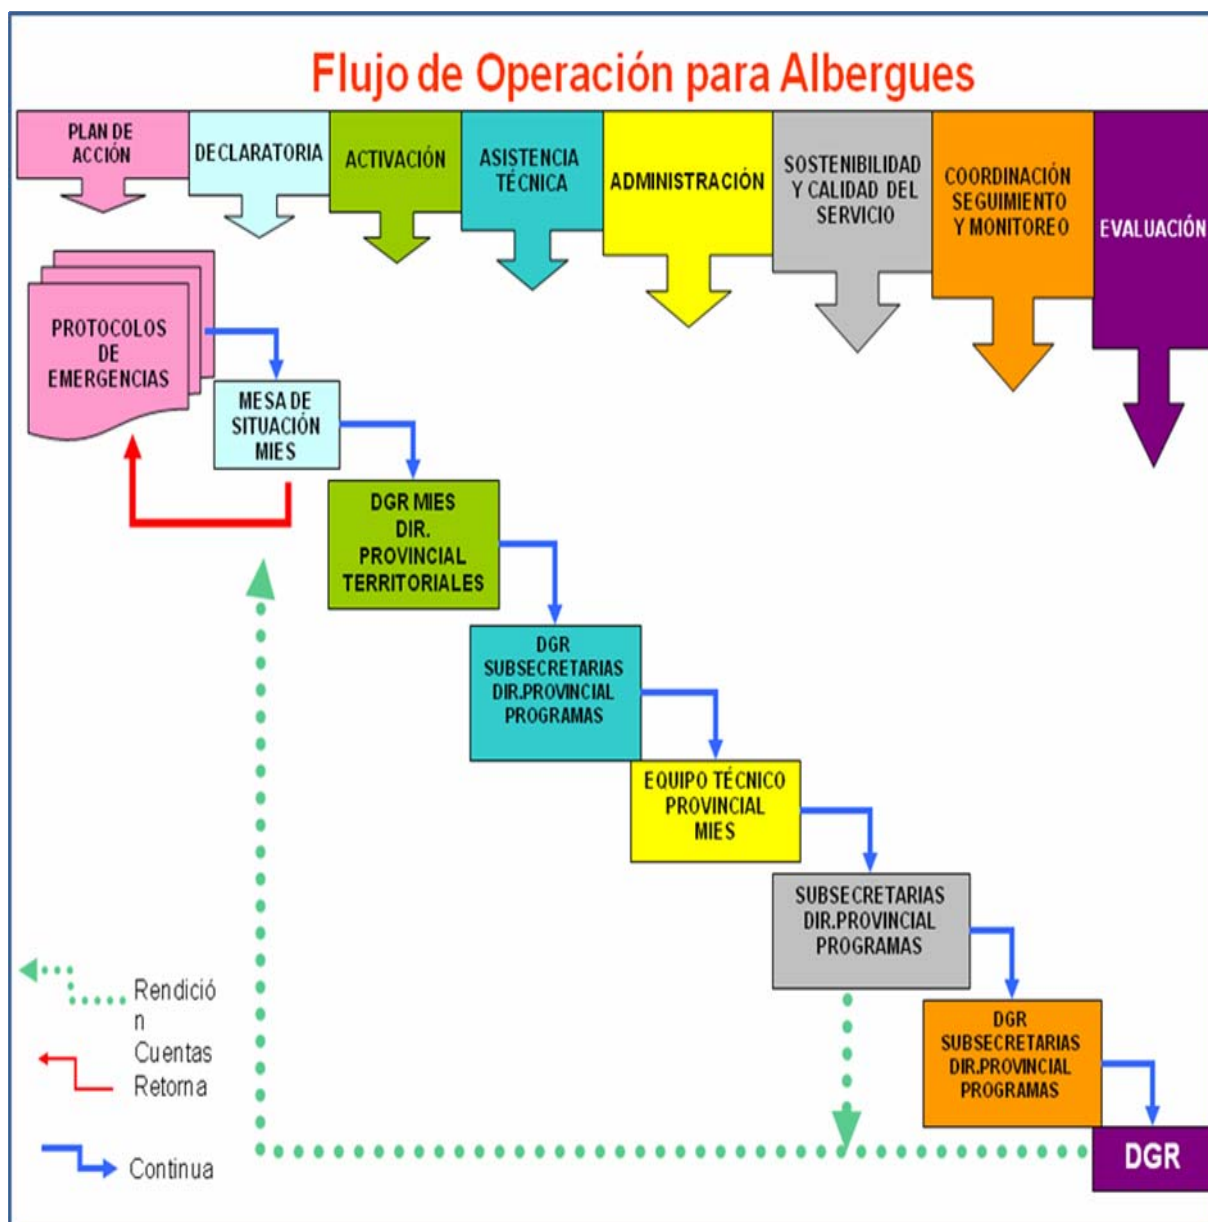 Flujo de Operación para Albergues
PLAN DE
ACCIÓN
DECLARATORIA
ACTIVACIÓN
ASISTENCIA
TÉCNICA
ADMINISTRACIÓN
SOSTENIBILIDAD
Y CALIDAD DEL
SERVICIO
COORDINACIÓN
SEGUIMIENTO
Y MONITOREO
EVALUACIÓN
PROTOCOLOS
DE
EMERGENCIAS
MESA DE
SITUACIÓN
MIES
DGR MIES
DIR.
PROVINCIAL
TERRITORIALES
DGR
SUBSECRETARIAS
DIR.PROVINCIAL
PROGRAMAS
EQUIPO TÉCNICO
PROVINCIAL
MIES
SUBSECRETARIAS
DIR.PROVINCIAL
PROGRAMAS
DGR
SUBSECRETARIAS
DIR.PROVINCIAL
PROGRAMAS
DGR
Rendició
n
Cuentas
Retorna
Continua